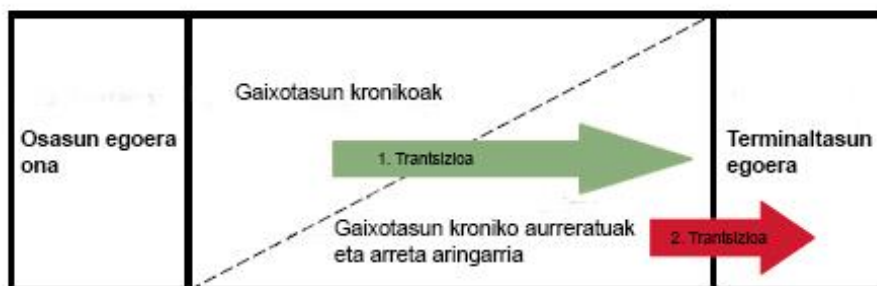 Osasun egoera
ona
Gaixotasun kronikoak
1. Trantsizioa
Gaixotasun kroniko aurreratuak
eta arreta aringarria
Terminaltasun
egoera
2. Trantsizioa